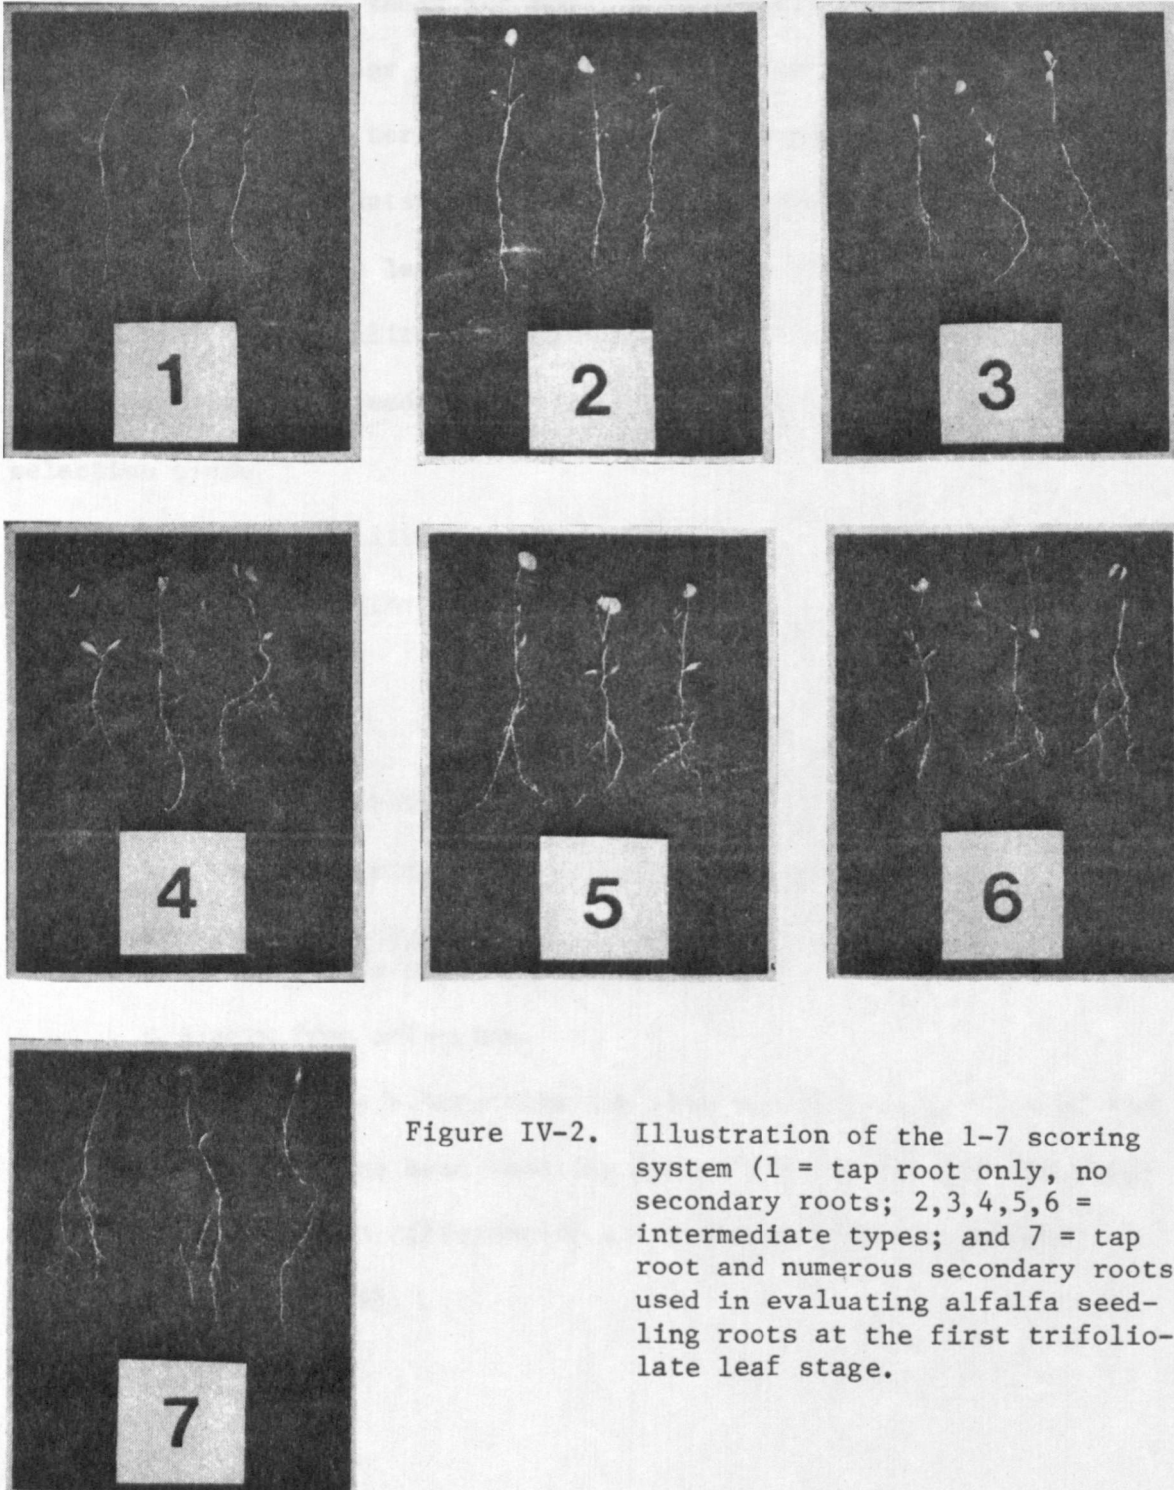 1
2
3
4
5
6
7
Figure IV-2. Illustration of the 1-7 scoring
system (1 = tap root only, no
secondary roots; 2,3,4,5,6 =
intermediate types; and 7 = tap
root and numerous secondary roots
used in evaluating alfalfa seed-
ling roots at the first trifolio-
late leaf stage.